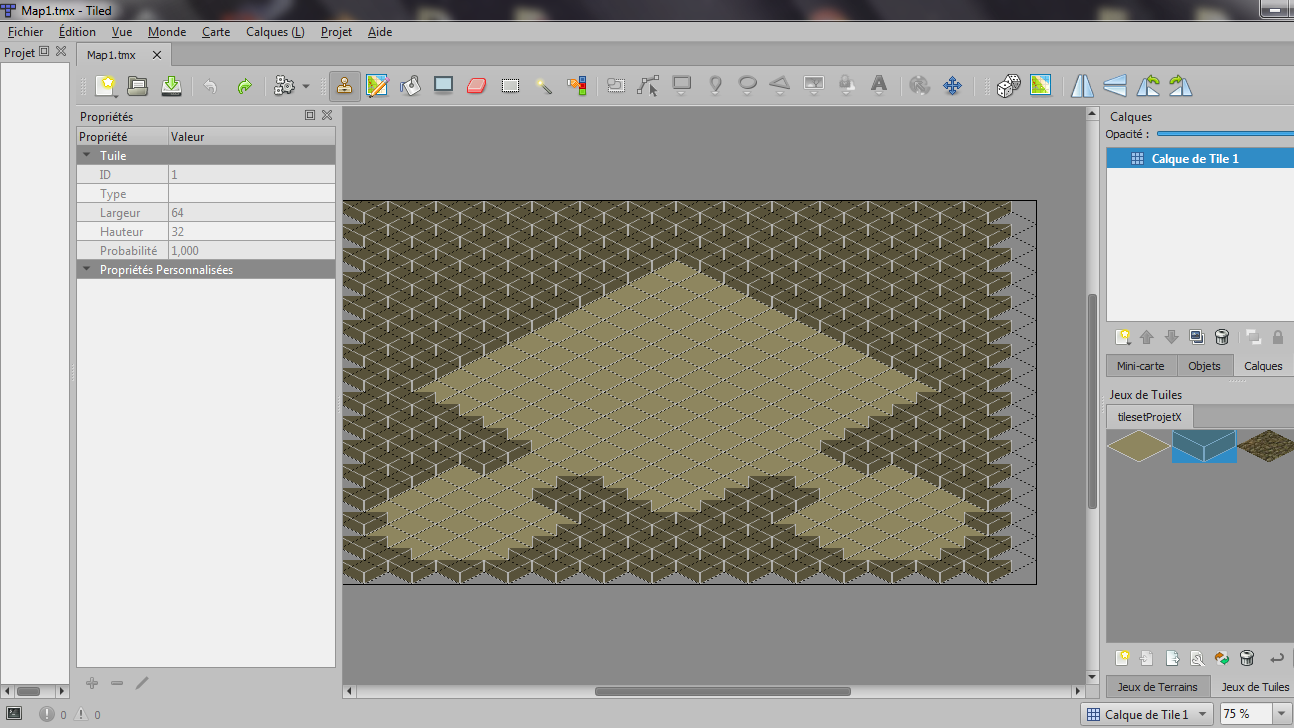 Map1.tmx - Tiled
Fichier Édition Vue Monde Carte Calques (L) Projet Aide
Projet
Map1.tmx
Propriétés
Propriété Valeur
Tuile
ID 1
Type
Largeur 64
Hauteur 32
Probabilité 1,000
Propriétés Personnalisées
Calques
Opacité :
Calque de Tile 1
Mini-carte Objets Calques
Jeux de Tuiles
tilesetProjetX
Jeux de Terrains Jeux de Tuiles
0 0
Calque de Tile 1 75 %